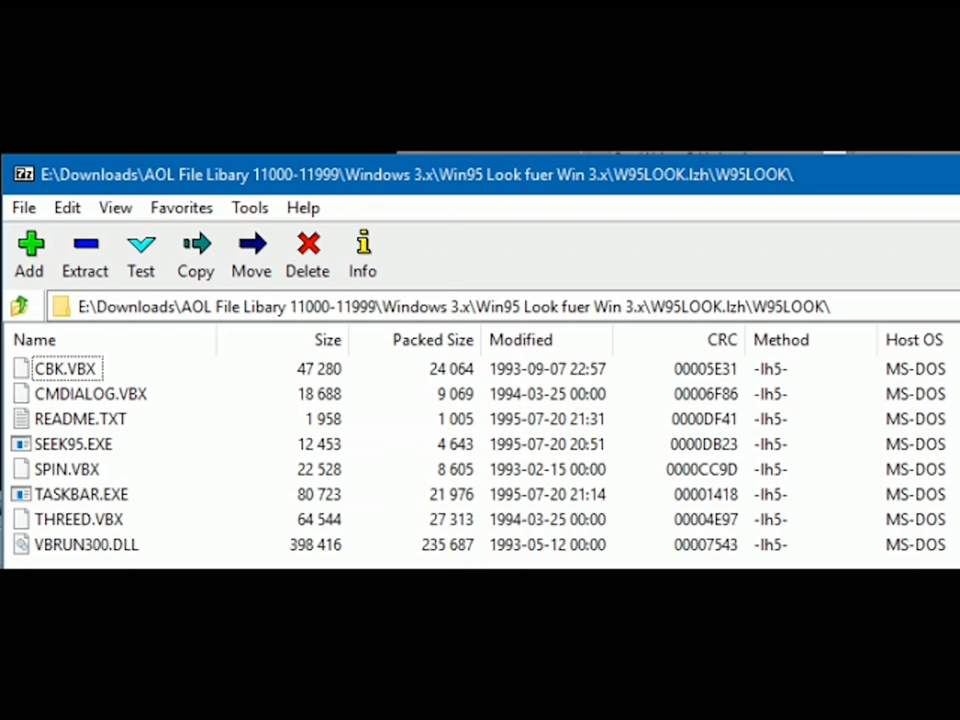 E:\Downloads\AOL File Libary 11000-11999\Windows 3.x\Win95 Look fuer Win 3.x\W95LOOK.lzh\W95LOOK\
File Edit View Favorites Tools Help
Add Extract Test Copy Move Delete Info
E:\Downloads\AOL File Libary 11000-11999\Windows 3.x\Win95 Look fuer Win 3.x\W95LOOK.lzh\W95LOOK\
Name Size Packed Size Modified CRC Method Host OS
CBK.VBX 47 280 24 064 1993-09-07 22:57 00005E31 -lh5- MS-DOS
CMDIALOG.VBX 18 688 9 069 1994-03-25 00:00 00006F86 -lh5- MS-DOS
README.TXT 1 958 1 005 1995-07-20 21:31 0000DF41 -lh5- MS-DOS
SEEK95.EXE 12 453 4 643 1995-07-20 20:51 0000DB23 -lh5- MS-DOS
SPIN.VBX 22 528 8 605 1993-02-15 00:00 0000CC9D -lh5- MS-DOS
TASKBAR.EXE 80 723 21 976 1995-07-20 21:14 00001418 -lh5- MS-DOS
THREED.VBX 64 544 27 313 1994-03-25 00:00 00004E97 -lh5- MS-DOS
VBRUN300.DLL 398 416 235 687 1993-05-12 00:00 00007543 -lh5- MS-DOS